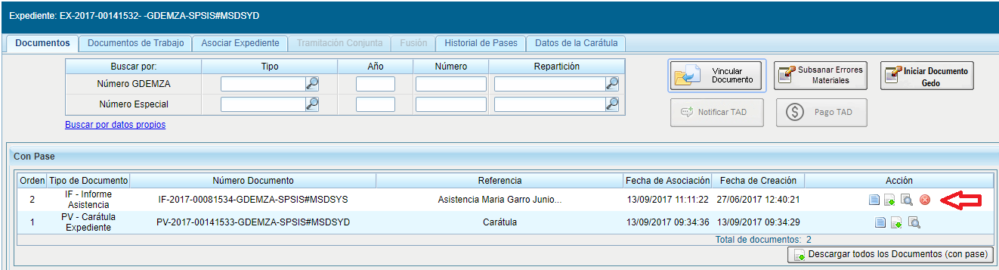 Expediente: EX-2017-00141532- -GDEMZA-SPSIS#MSDSYD
Documentos Documentos de Trabajo Asociar Expediente Tramitación Conjunta Fusión Historial de Pases Datos de la Carátula
Buscar por: Tipo Año Número Repartición
Número GDEMZA
Número Especial
Buscar por datos propios
Vincular Documento
Subsanar Errores Materiales
Iniciar Documento Gedo
Notificar TAD
Pago TAD
Con Pase
Orden Tipo de Documento Número Documento Referencia Fecha de Asociación Fecha de Creación Acción
2 IF - Informe Asistencia IF-2017-00081534-GDEMZA-SPSIS#MSDSYS Asistencia Maria Garro Junio... 13/09/2017 11:11:22 27/06/2017 12:40:21
1 PV - Carátula Expediente PV-2017-00141533-GDEMZA-SPSIS#MSDSYD Carátula 13/09/2017 09:34:36 13/09/2017 09:34:29
Total de documentos: 2
Descargar todos los Documentos (con pase)